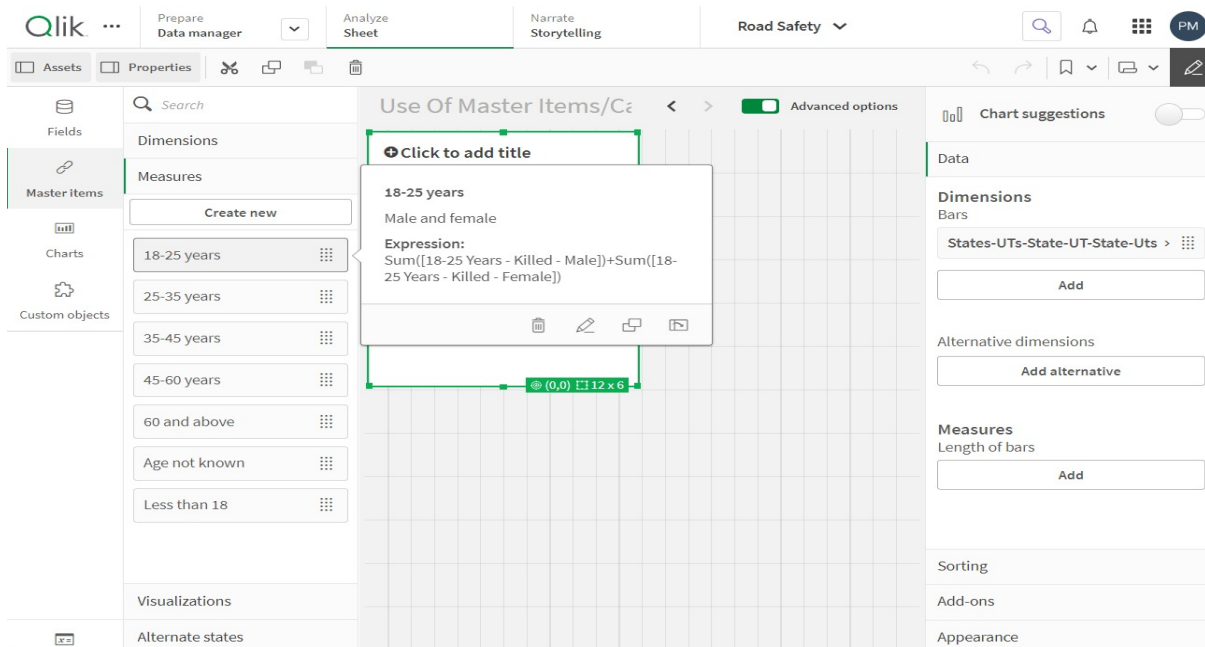 Qlik
Prepare
Data manager
Analyze
Sheet
Narrate
Storytelling
Road Safety
PM
Assets
Properties
Fields
Master items
Charts
Custom objects
Search
Dimensions
Measures
Create new
18-25 years
25-35 years
35-45 years
45-60 years
60 and above
Age not known
Less than 18
Visualizations
Alternate states
Use Of Master Items/Ca
Advanced options
Click to add title
18-25 years
Male and female
Expression:
Sum([18-25 Years - Killed - Male])+Sum([18-
25 Years - Killed - Female])
(0,0) 12 x 6
Chart suggestions
Data
Dimensions
Bars
States-UTs-State-UT-State-Uts
Add
Alternative dimensions
Add alternative
Measures
Length of bars
Add
Sorting
Add-ons
Appearance
x=